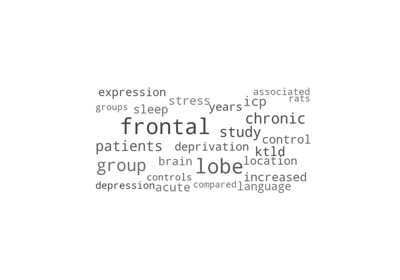 expression associated
groups sleep stress years icp rats
frontal study chronic
patients deprivation ktld control
group brain lobe location
controls increased
depression acute compared language